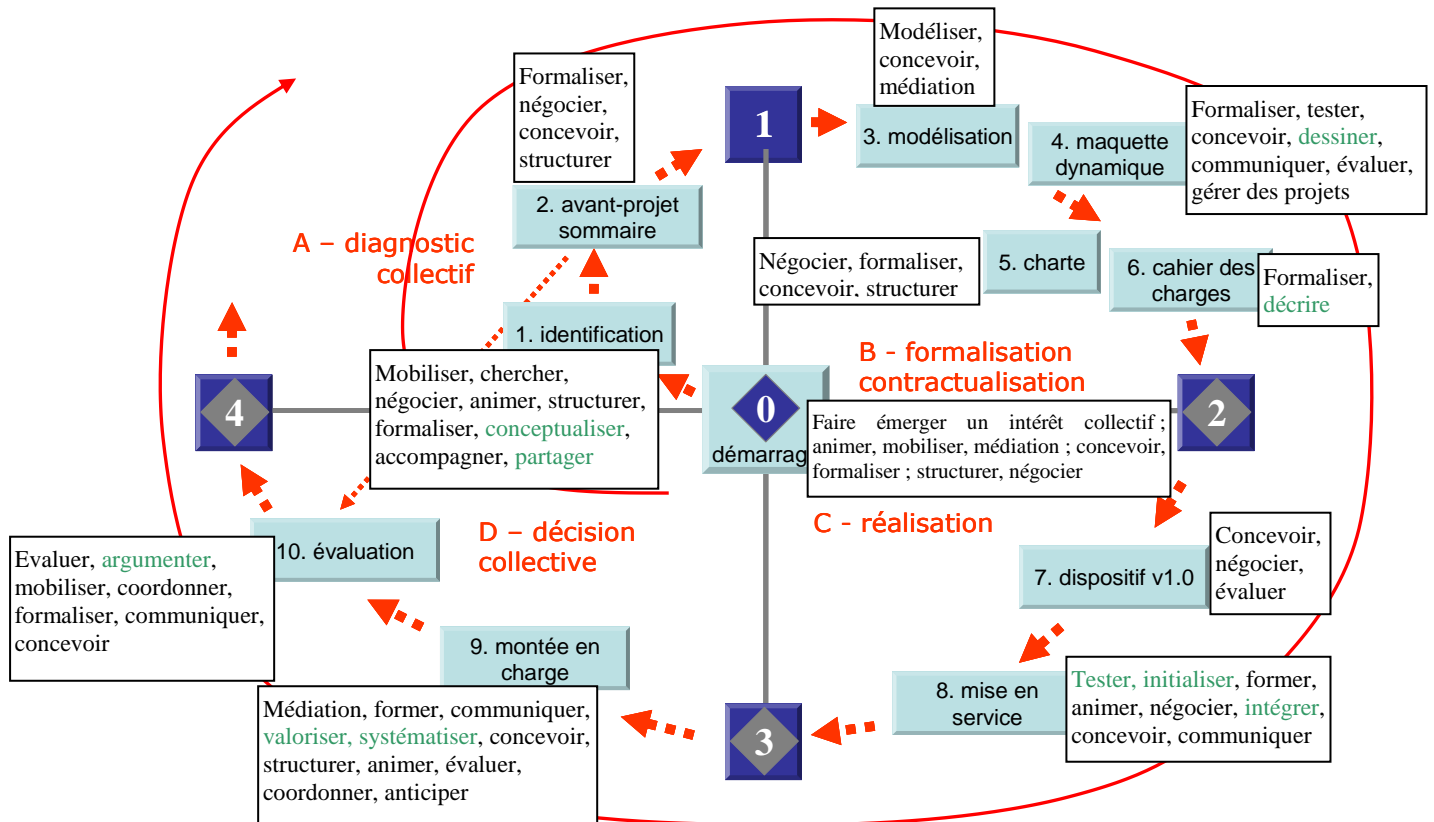 Modéliser,
concevoir,
médiation
Formaliser,
négocier,
concevoir,
structurer
1
3. modélisation
4. maquette
dynamique
Formaliser, tester,
concevoir, dessiner,
communiquer, évaluer,
gérer des projets
2. avant-projet
sommaire
A – diagnostic
collectif
Négocier, formaliser,
concevoir, structurer
5. charte
6. cahier des
charges
Formaliser,
décrire
1. identification
B - formalisation
contractualisation
Mobiliser, chercher,
négocier, animer, structurer,
formaliser, conceptualiser,
accompagner, partager
4
0
démarrag
Faire émerger un intérêt collectif ;
animer, mobiliser, médiation ; concevoir,
formaliser ; structurer, négocier
2
C - réalisation
D – décision
collective
10. évaluation
Evaluer, argumenter,
mobiliser, coordonner,
formaliser, communiquer,
concevoir
7. dispositif v1.0
Concevoir,
négocier,
évaluer
9. montée en
charge
8. mise en
service
Tester, initialiser, former,
animer, négocier, intégrer,
concevoir, communiquer
3
Médiation, former, communiquer,
valoriser, systématiser, concevoir,
structurer, animer, évaluer,
coordonner, anticiper